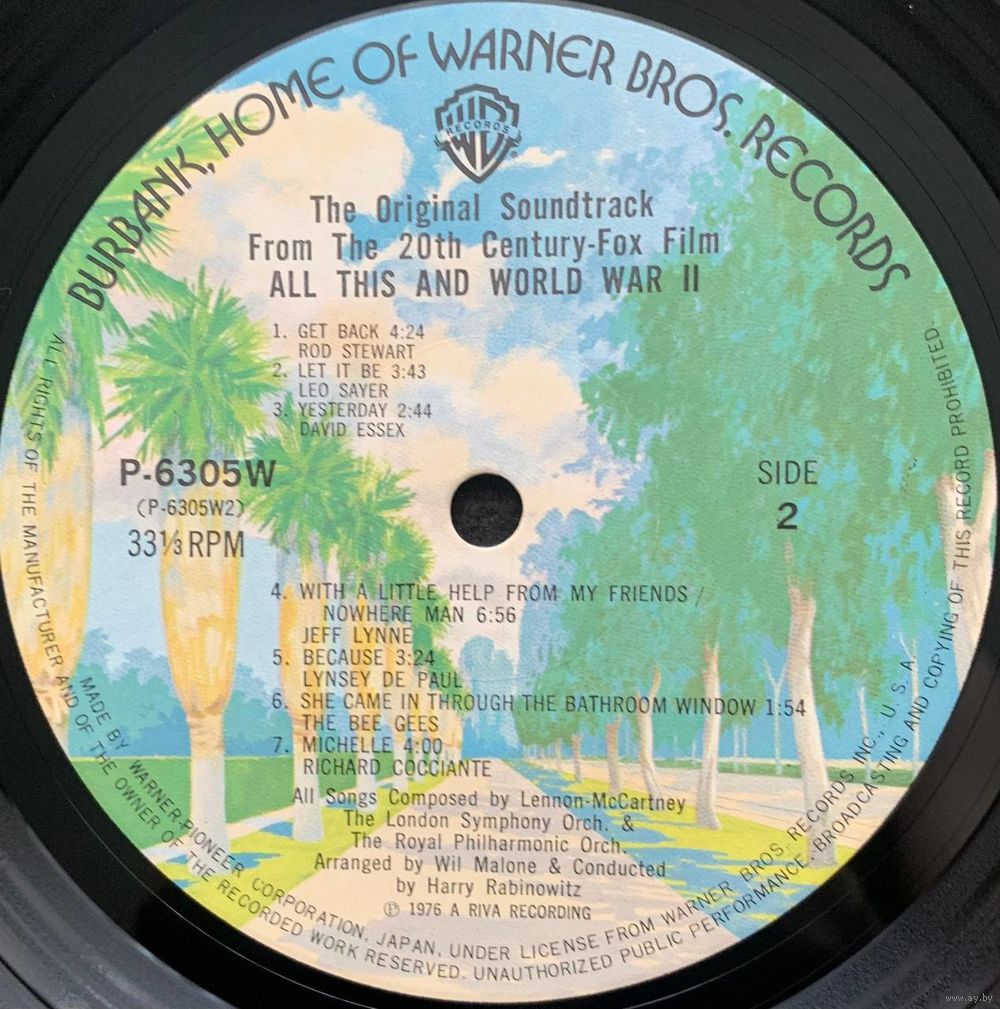 BURBANK, HOME OF WARNER BROS. RECORDS
W
RECORDS
®
The Original Soundtrack
From The 20th Century-Fox Film
ALL THIS AND WORLD WAR II
1. GET BACK 4:24
ROD STEWART
2. LET IT BE 3:43
LEO SAYER
3. YESTERDAY 2:44
DAVID ESSEX
P-6305W
(P-6305W2)
33⅓ RPM
SIDE
2
4. WITH A LITTLE HELP FROM MY FRIENDS /
NOWHERE MAN 6:56
JEFF LYNNE
5. BECAUSE 3:24
LYNSEY DE PAUL
6. SHE CAME IN THROUGH THE BATHROOM WINDOW 1:54
THE BEE GEES
7. MICHELLE 4:00
RICHARD COCCIANTE
All Songs Composed by Lennon-McCartney
The London Symphony Orch. &
The Royal Philharmonic Orch.
Arranged by Wil Malone & Conducted
by Harry Rabinowitz
Ⓟ 1976 A RIVA RECORDING
MADE BY WARNER-PIONEER CORPORATION, JAPAN, UNDER LICENSE FROM WARNER BROS. RECORDS INC., U. S. A.
ALL RIGHTS OF THE MANUFACTURER AND OF THE OWNER OF THE RECORDED WORK RESERVED. UNAUTHORIZED PUBLIC PERFORMANCE, BROADCASTING AND COPYING OF THIS RECORD PROHIBITED
www.ay.by